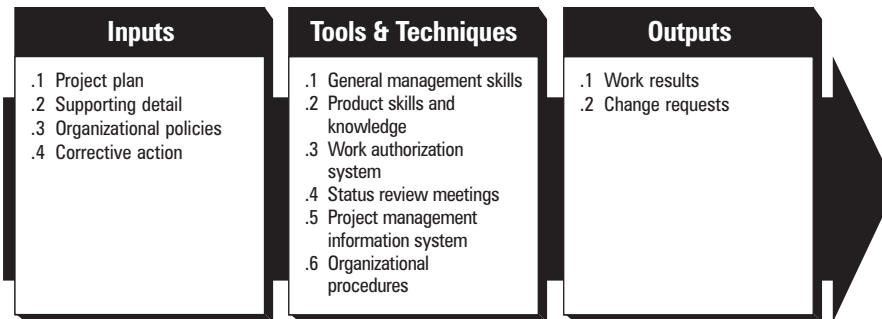 Inputs
.1 Project plan
.2 Supporting detail
.3 Organizational policies
.4 Corrective action
Tools & Techniques
.1 General management skills
.2 Product skills and
knowledge
.3 Work authorization
system
.4 Status review meetings
.5 Project management
information system
.6 Organizational
procedures
Outputs
.1 Work results
.2 Change requests